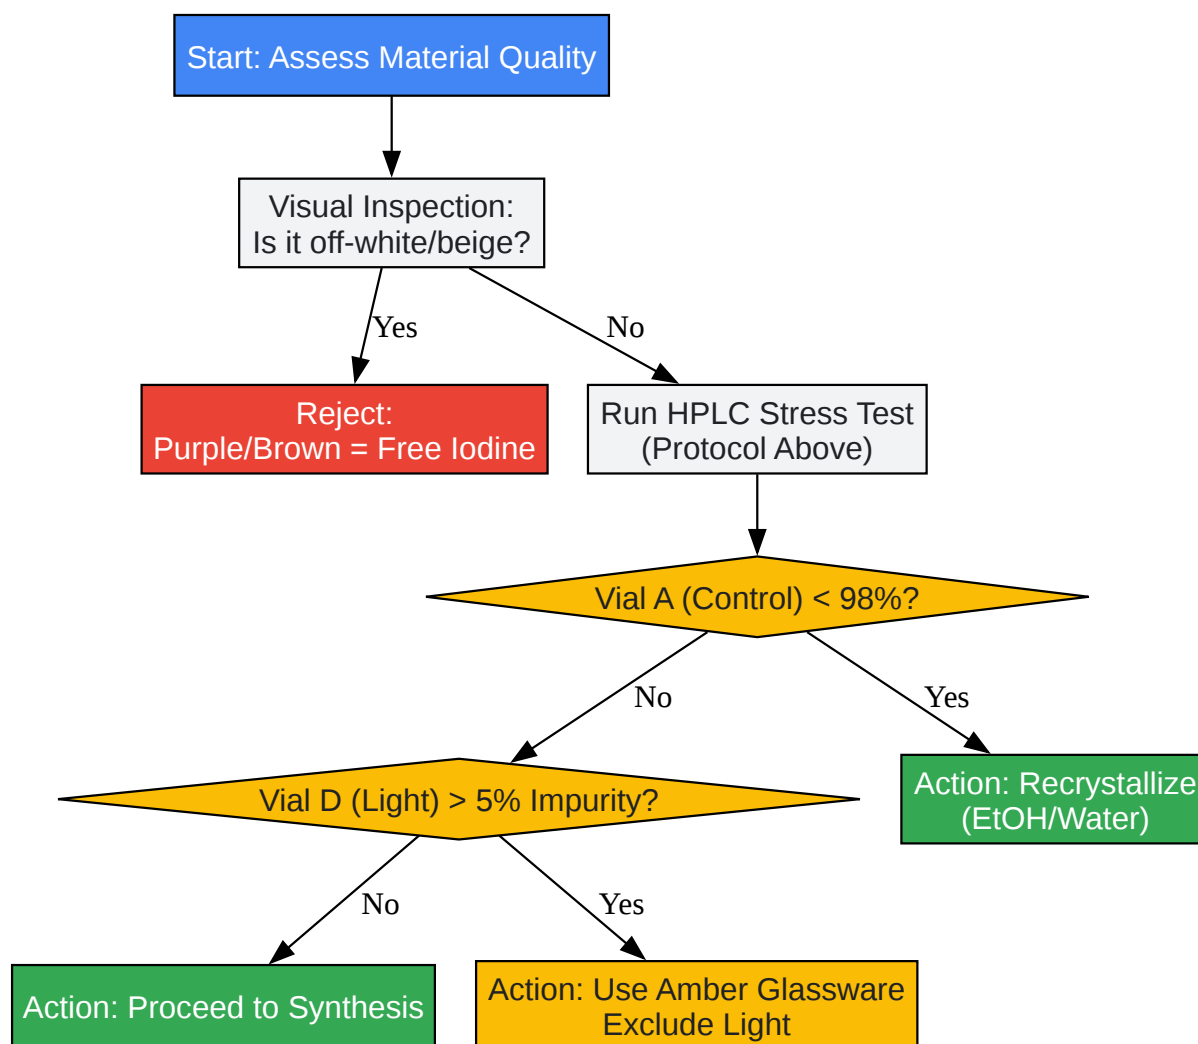 Start: Assess Material Quality
Visual Inspection:
Is it off-white/beige?
Yes
No
Reject:
Purple/Brown = Free Iodine
Run HPLC Stress Test
(Protocol Above)
Vial A (Control) < 98%?
No
Yes
Vial D (Light) > 5% Impurity?
Action: Recrystallize
(EtOH/Water)
No
Yes
Action: Proceed to Synthesis
Action: Use Amber Glassware
Exclude Light